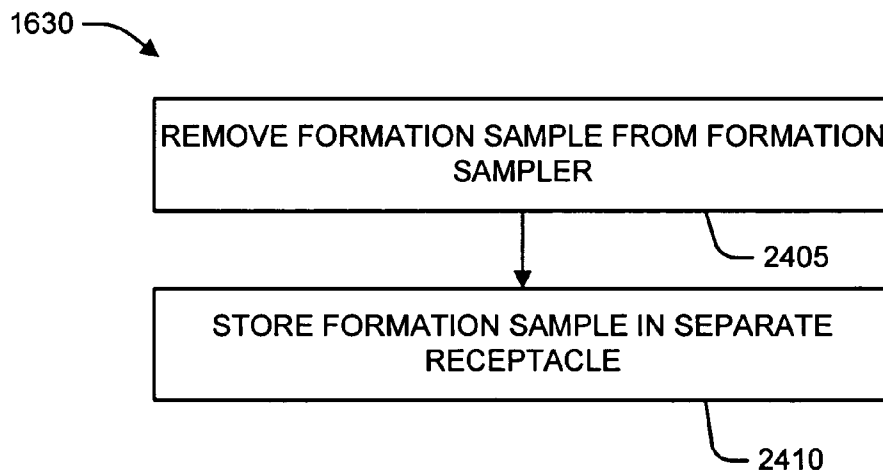 1630
REMOVE FORMATION SAMPLE FROM FORMATION
SAMPLER
2405
STORE FORMATION SAMPLE IN SEPARATE
RECEPTACLE
2410